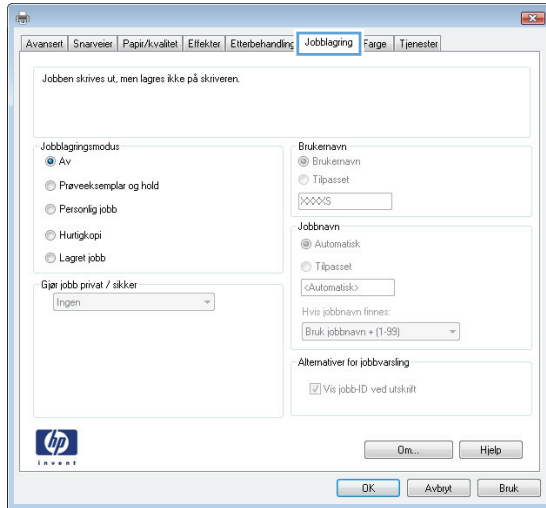 Avansert Snarveier Papir/kvalitet Effekter Etterbehandling Jobblagring Farge Tjenester
Jobben skrives ut, men lagres ikke på skriveren.
Jobblagringsmodus
Av
Prøveeksemplar og hold
Personlig jobb
Hurtigkopi
Lagret jobb
Gjør jobb privat / sikker
Ingen
Brukernavn
Brukernavn
Tilpasset
XXXXS
Jobbnavn
Automatisk
Tilpasset
<Automatisk>
Hvis jobbnavn finnes:
Bruk jobbnavn + (1-99)
Alternativer for jobbvarsling
Vis jobb-ID ved utskrift
hp
invent
Om... Hjelp
OK Avbryt Bruk